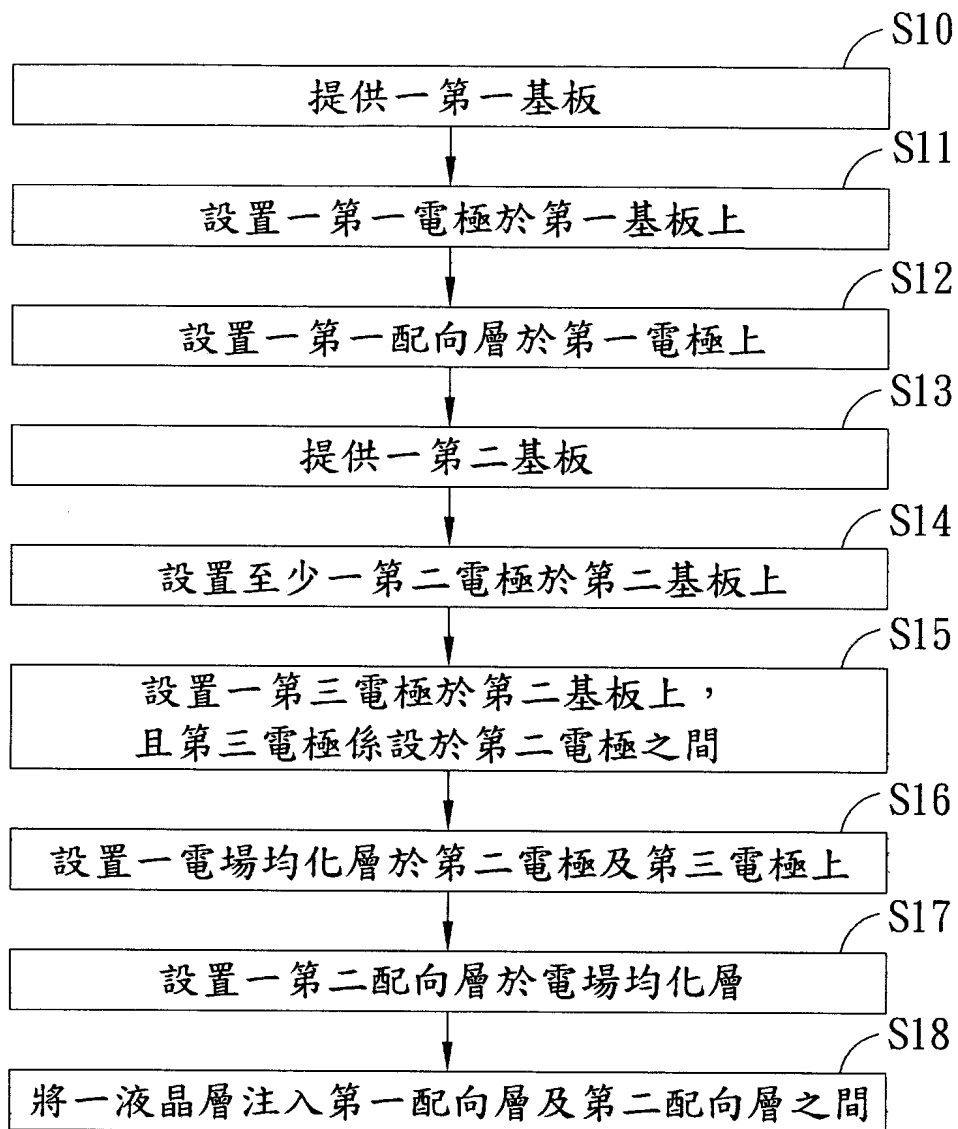 S10
提供一第一基板
S11
設置一第一電極於第一基板上
S12
設置一第一配向層於第一電極上
S13
提供一第二基板
S14
設置至少一第二電極於第二基板上
S15
設置一第三電極於第二基板上，
且第三電極係設於第二電極之間
S16
設置一電場均化層於第二電極及第三電極上
S17
設置一第二配向層於電場均化層
S18
將一液晶層注入第一配向層及第二配向層之間